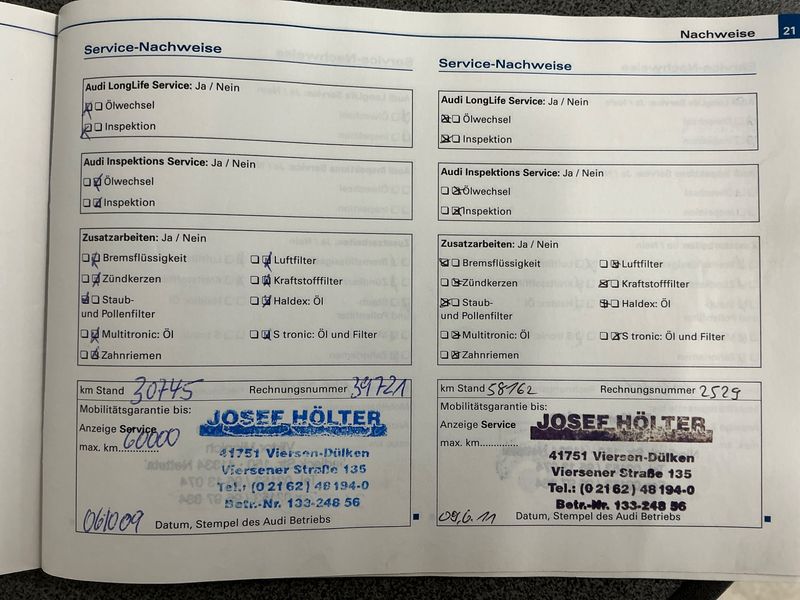 Nachweise 21
Service-Nachweise
Audi LongLife Service: Ja / Nein
Ölwechsel
Inspektion
Audi Inspektions Service: Ja / Nein
Ölwechsel
Inspektion
Zusatzarbeiten: Ja / Nein
Bremsflüssigkeit Luftfilter
Zündkerzen Kraftstofffilter
Staub- Haldex: Öl
und Pollenfilter
Multitronic: Öl S tronic: Öl und Filter
Zahnriemen
km Stand 30745 Rechnungsnummer 39721
Mobilitätsgarantie bis:
Anzeige Service
max. km 60000
JOSEF HÖLTER
41751 Viersen-Dülken
Viersener Straße 135
Tel.: (0 21 62) 48 194-0
Betr.-Nr. 133-248 56
Datum, Stempel des Audi Betriebs
Service-Nachweise
Audi LongLife Service: Ja / Nein
Ölwechsel
Inspektion
Audi Inspektions Service: Ja / Nein
Ölwechsel
Inspektion
Zusatzarbeiten: Ja / Nein
Bremsflüssigkeit Luftfilter
Zündkerzen Kraftstofffilter
Staub- Haldex: Öl
und Pollenfilter
Multitronic: Öl S tronic: Öl und Filter
Zahnriemen
km Stand 58162 Rechnungsnummer 2529
Mobilitätsgarantie bis:
Anzeige Service
max. km..............
JOSEF HÖLTER
41751 Viersen-Dülken
Viersener Straße 135
Tel.: (0 21 62) 48 194-0
Betr.-Nr. 133-248 56
09.6.11 Datum, Stempel des Audi Betriebs